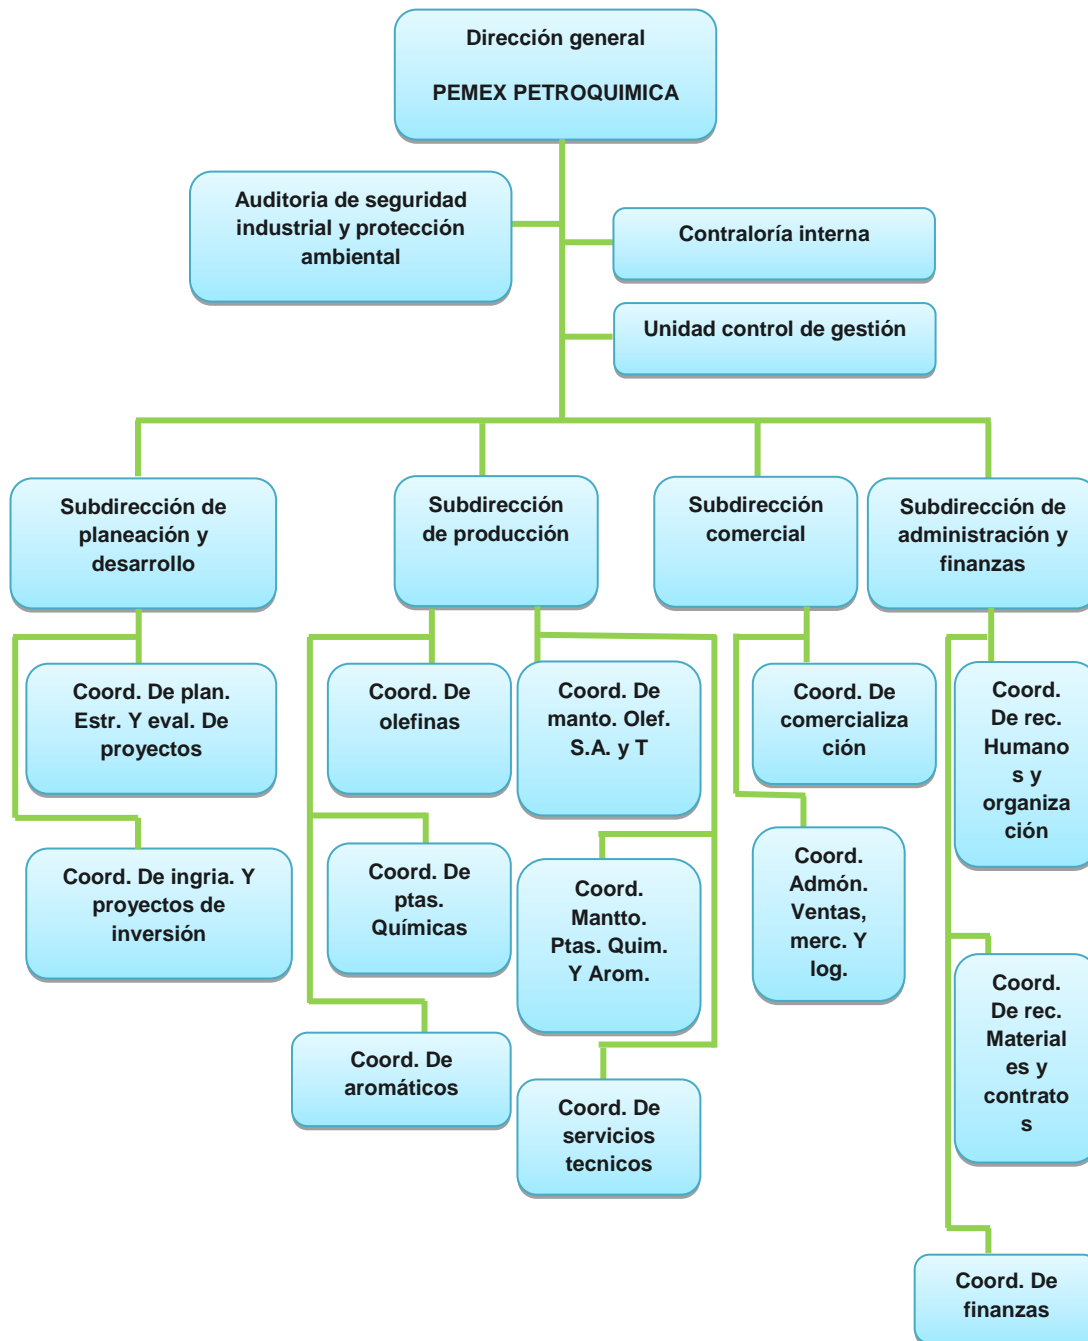 Dirección general
PEMEX PETROQUIMICA
Auditoria de seguridad
industrial y protección
ambiental
Contraloría interna
Unidad control de gestión
Subdirección de
planeación y
desarrollo
Subdirección
de producción
Subdirección
comercial
Subdirección de
administración y
finanzas
Coord. De plan.
Estr. Y eval. De
proyectos
Coord. De
olefinas
Coord. De
manto. Olef.
S.A. y T
Coord. De
comercializa
ción
Coord.
De rec.
Humano
s y
organiza
ción
Coord. De ingria. Y
proyectos de
inversión
Coord. De
ptas.
Químicas
Coord.
Mantto.
Ptas. Quim.
Y Arom.
Coord.
Admón.
Ventas,
merc. Y
log.
Coord.
De rec.
Material
es y
contrato
s
Coord. De
aromáticos
Coord. De
servicios
tecnicos
Coord. De
finanzas